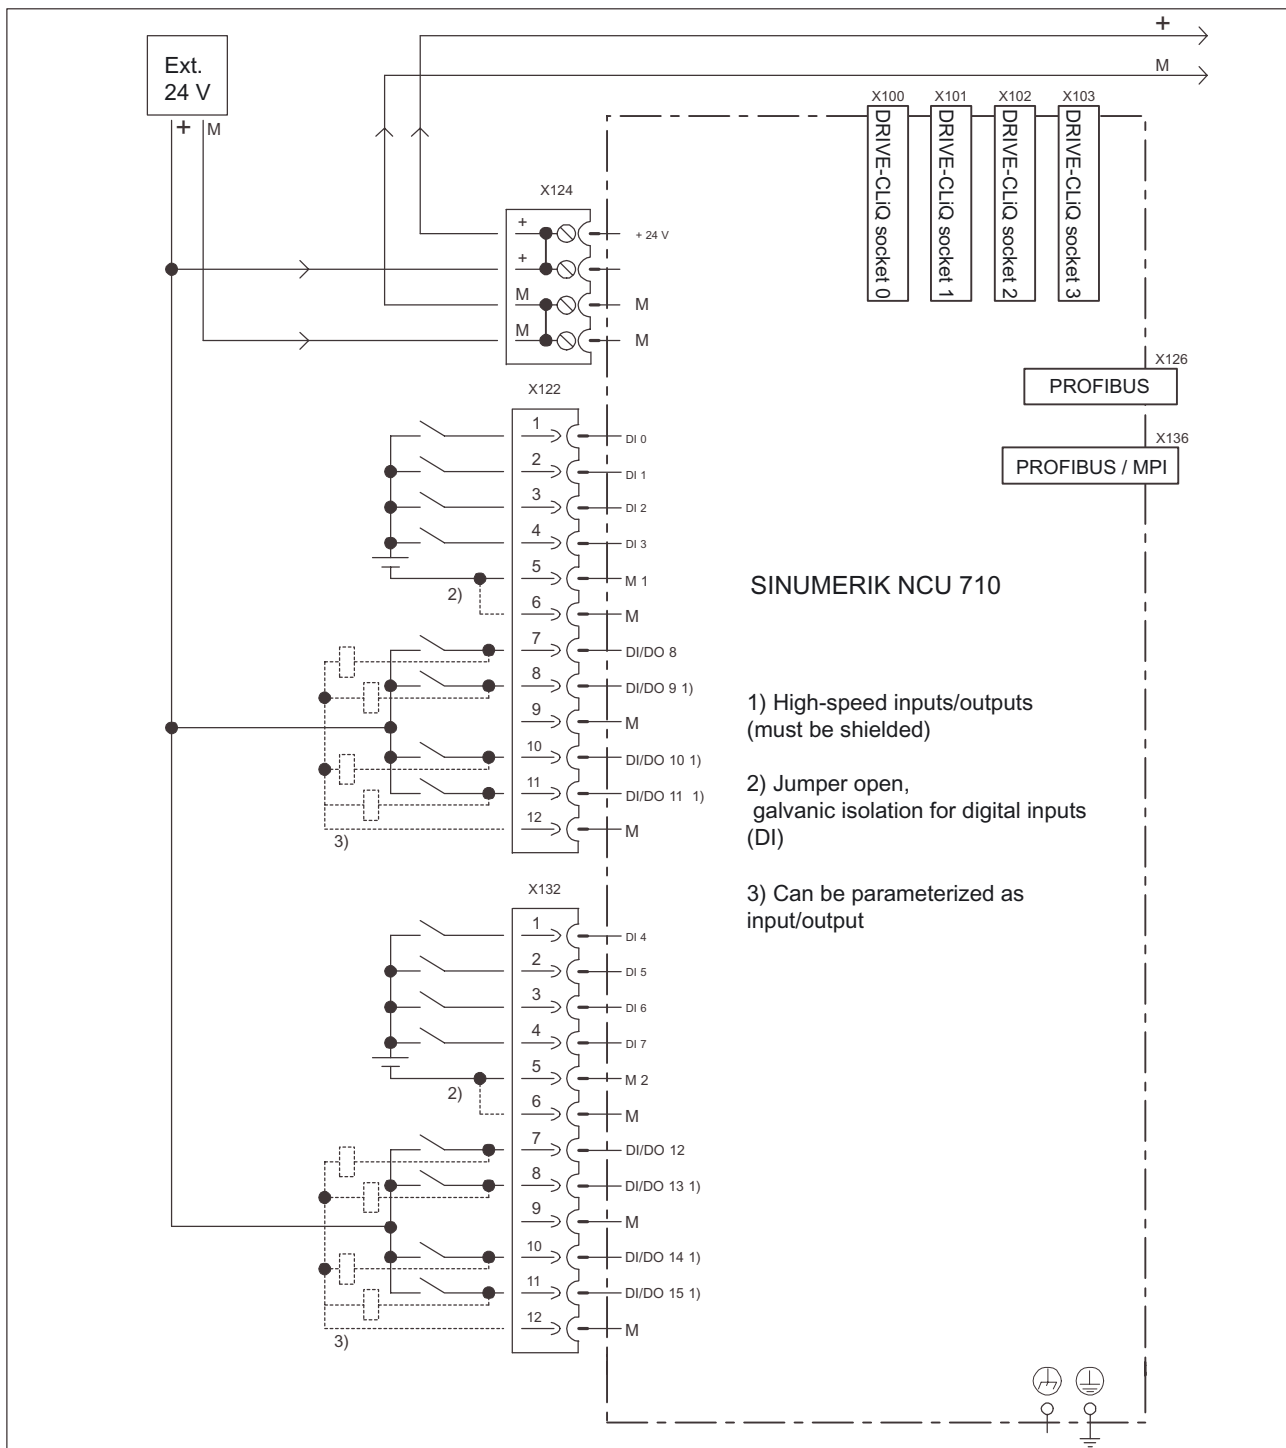 +
M
Ext.
24 V
+ M
X100 X101 X102 X103
DRIVE-CLiQ socket 0
DRIVE-CLiQ socket 1
DRIVE-CLiQ socket 2
DRIVE-CLiQ socket 3
X124
+ + 24 V
+
M M
M M
X126
PROFIBUS
X136
PROFIBUS / MPI
X122
1 DI 0
2 DI 1
3 DI 2
4 DI 3
5 M 1
2)
6 M
7 DI/DO 8
8 DI/DO 9 1)
9 M
10 DI/DO 10 1)
11 DI/DO 11 1)
12 M
3)
SINUMERIK NCU 710
1) High-speed inputs/outputs
(must be shielded)
2) Jumper open,
galvanic isolation for digital inputs
(DI)
3) Can be parameterized as
input/output
X132
1 DI 4
2 DI 5
3 DI 6
4 DI 7
5 M 2
2)
6 M
7 DI/DO 12
8 DI/DO 13 1)
9 M
10 DI/DO 14 1)
11 DI/DO 15 1)
12 M
3)